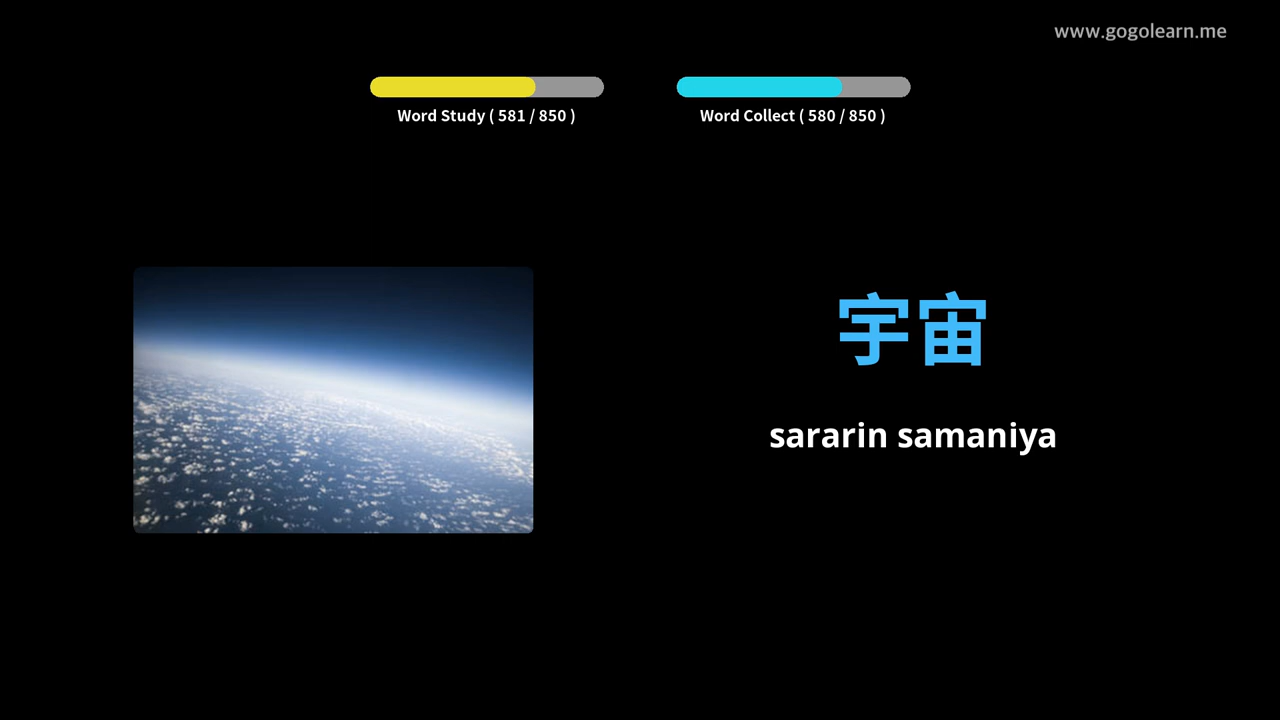 www.gogolearn.me
Word Study ( 581 / 850 )
Word Collect ( 580 / 850 )
宇宙
sararin samaniya